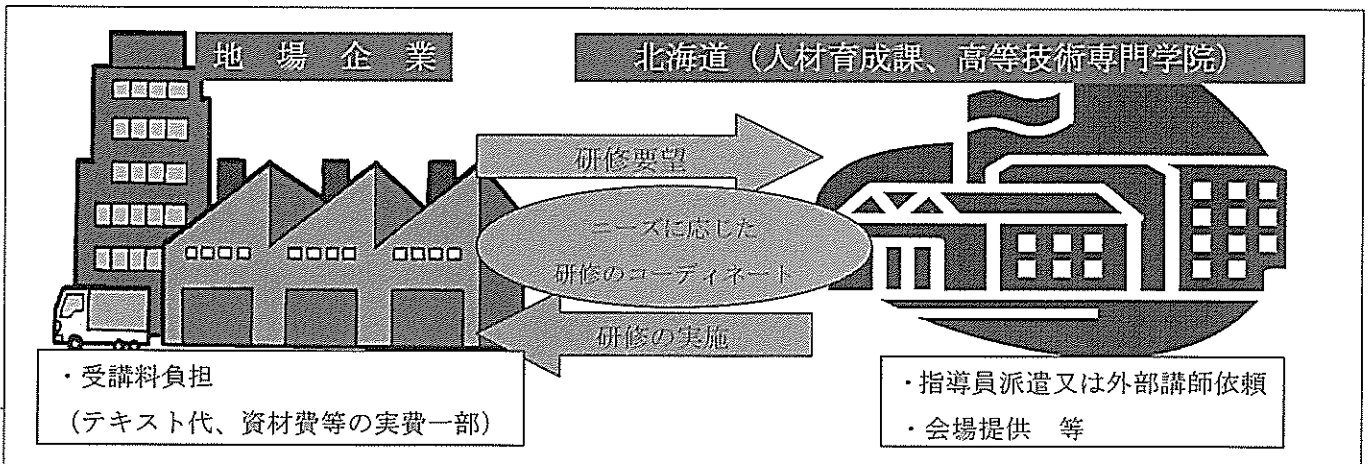 地場企業
北海道（人材育成課、高等技術専門学院）
研修要望
ニーズに応じた
研修のコーディネート
研修の実施
・受講料負担
（テキスト代、資材費等の実費一部）
・指導員派遣又は外部講師依頼
・会場提供　等